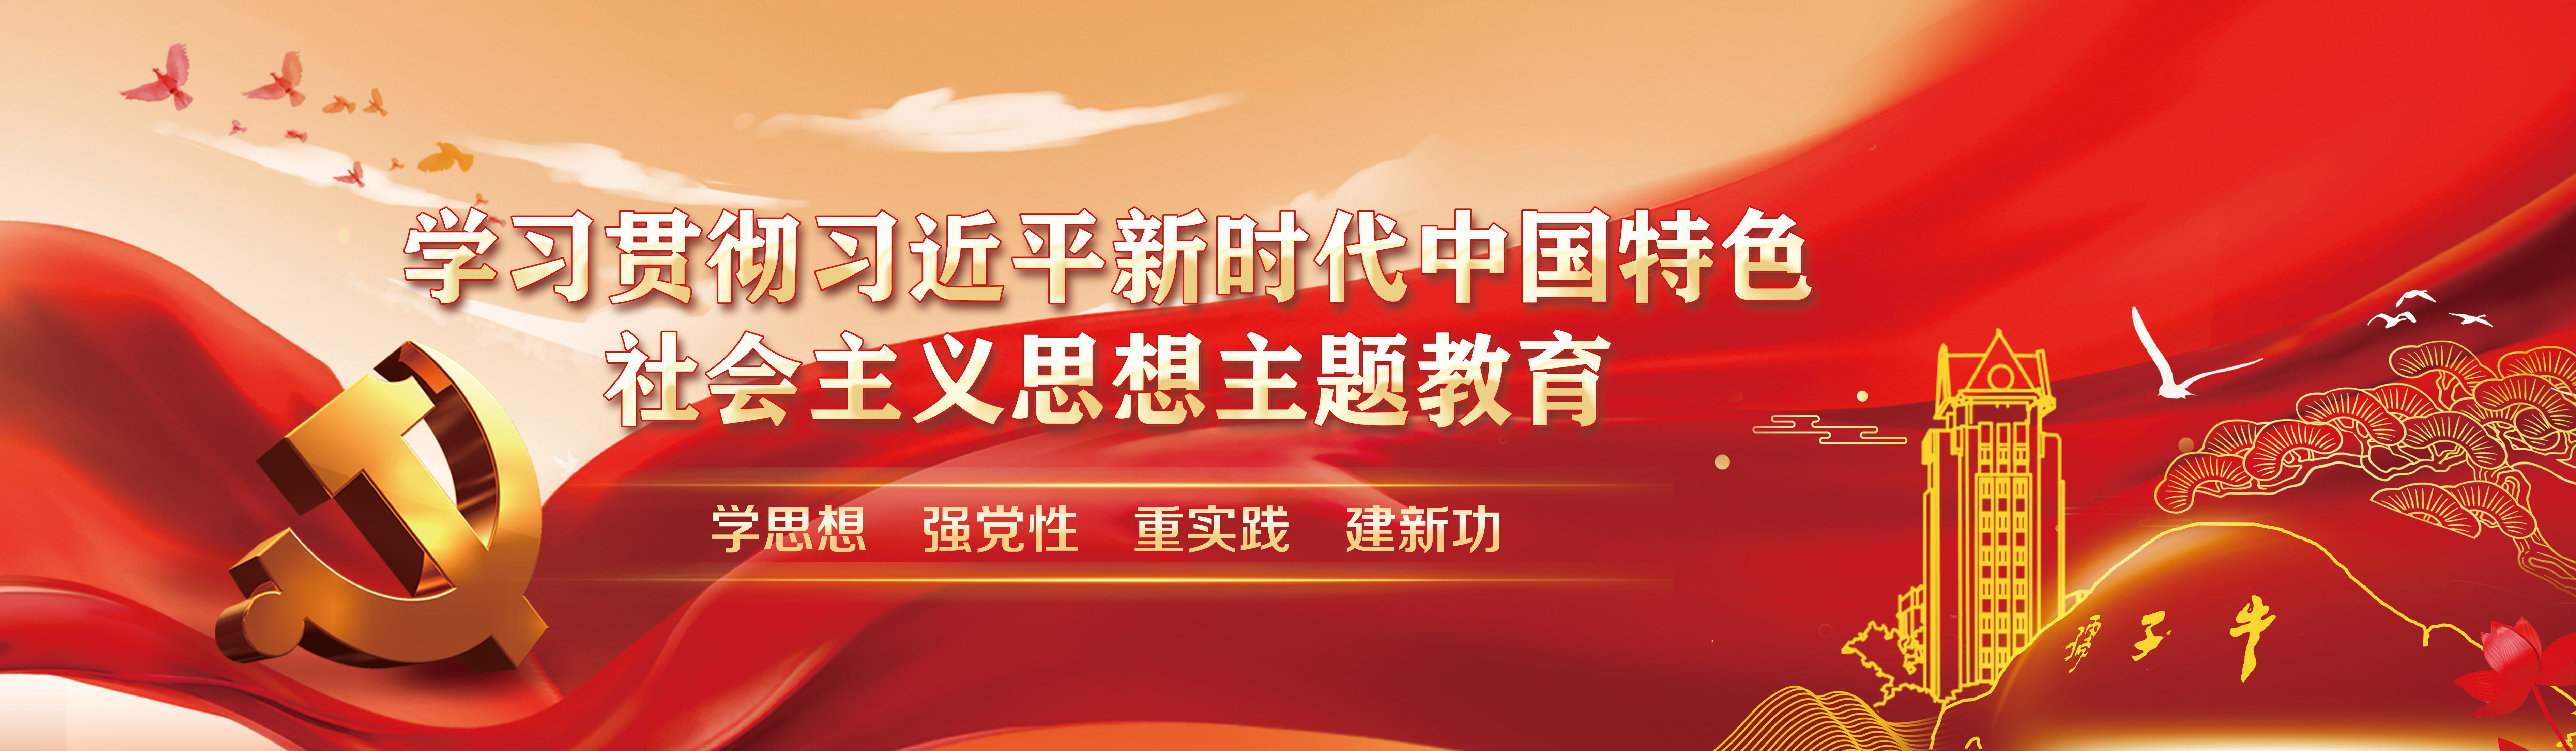 学习贯彻习近平新时代中国特色
社会主义思想主题教育
学思想 强党性 重实践 建新功
孺子牛